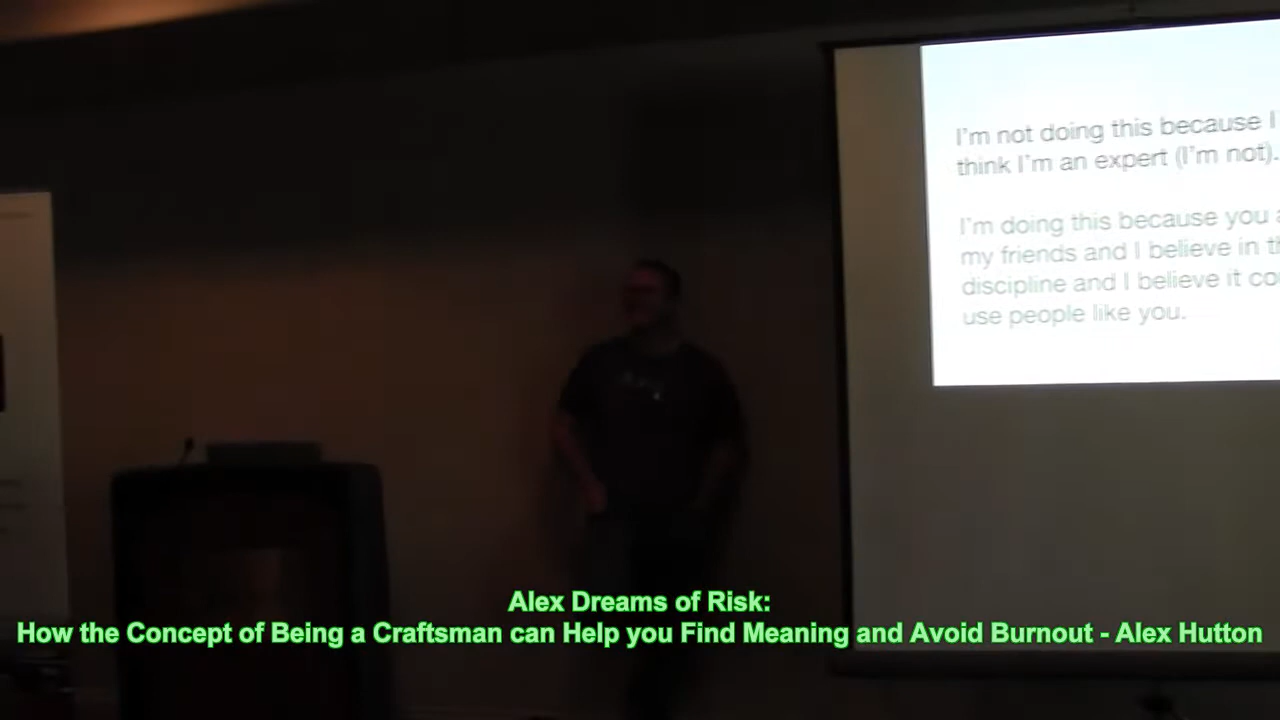 I'm not doing this because I
think I'm an expert (I'm not).
I'm doing this because you
my friends and I believe in
discipline and I believe it
use people like you.
Alex Dreams of Risk:
How the Concept of Being a Craftsman can Help you Find Meaning and Avoid Burnout - Alex Hutton